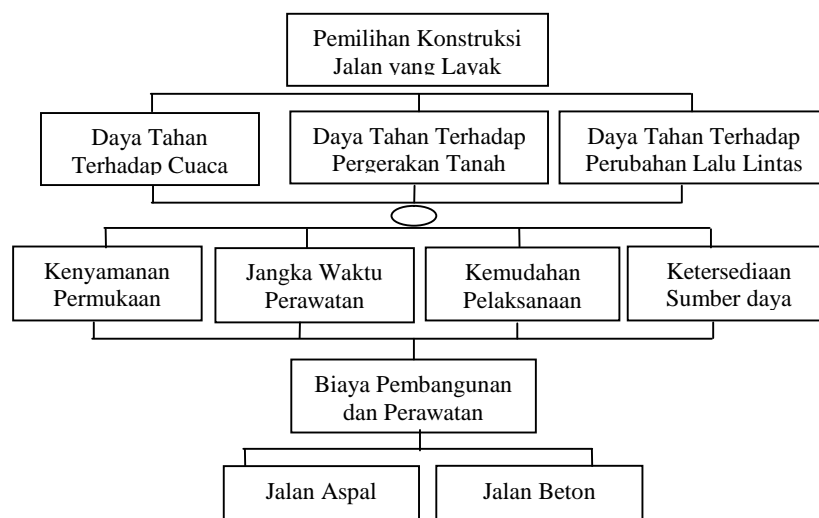 Pemilihan Konstruksi
Jalan yang Layak
Daya Tahan
Terhadap Cuaca
Daya Tahan Terhadap
Pergerakan Tanah
Daya Tahan Terhadap
Perubahan Lalu Lintas
Kenyamanan
Permukaan
Jangka Waktu
Perawatan
Kemudahan
Pelaksanaan
Ketersediaan
Sumber daya
Biaya Pembangunan
dan Perawatan
Jalan Aspal
Jalan Beton